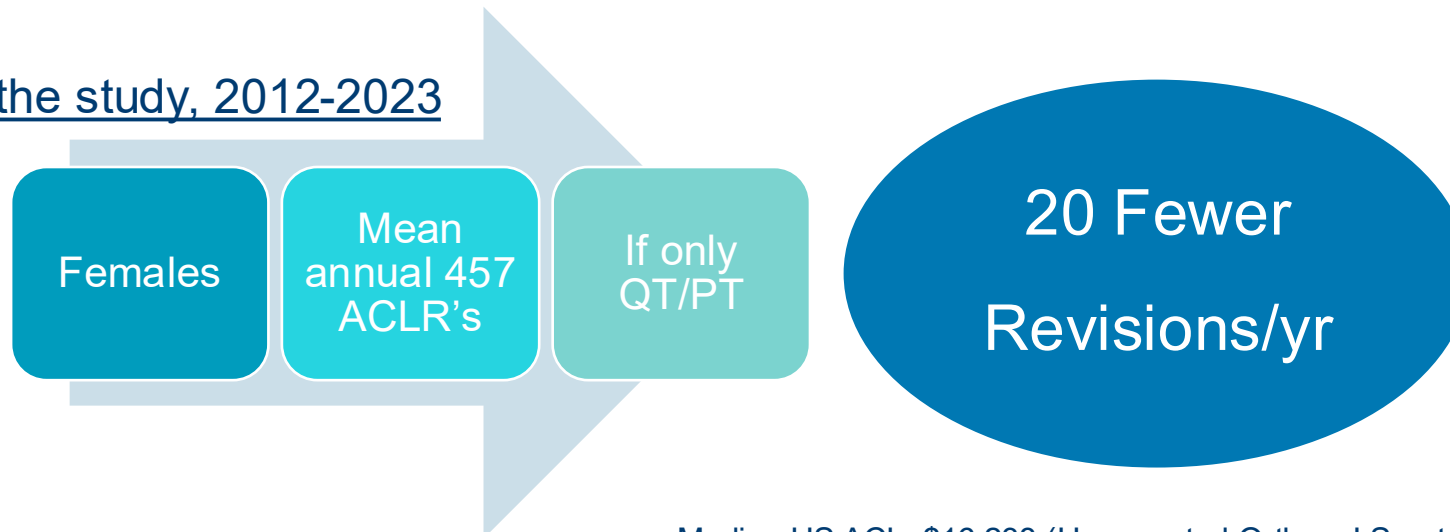 the study, 2012-2023
Females
Mean
annual 457
ACLR's
If only
QT/PT
20 Fewer
Revisions/yr